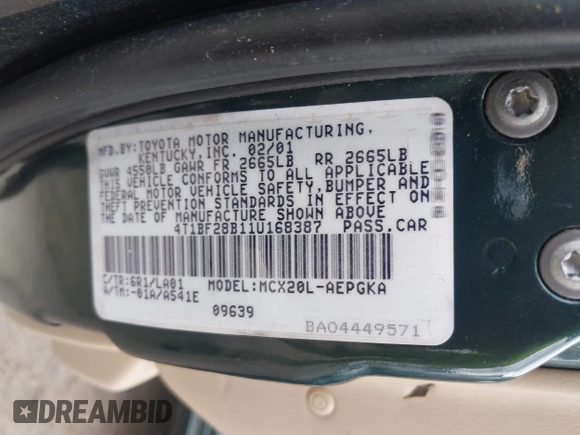 MFD.BY:TOYOTA MOTOR MANUFACTURING,
KENTUCKY, INC. 02/01
GVWR 4550LB GAWR FR 2665LB RR 2665LB
THIS VEHICLE CONFORMS TO ALL APPLICABLE
FEDERAL MOTOR VEHICLE SAFETY, BUMPER AND
THEFT PREVENTION STANDARDS IN EFFECT ON
THE DATE OF MANUFACTURE SHOWN ABOVE
4T1BF28B11U168387 PASS.CAR
C/TR:6R1/LA01 MODEL:MCX20L-AEPGKA
A/TM:-01A/A541E
09639
BA04449571
DREAMBID